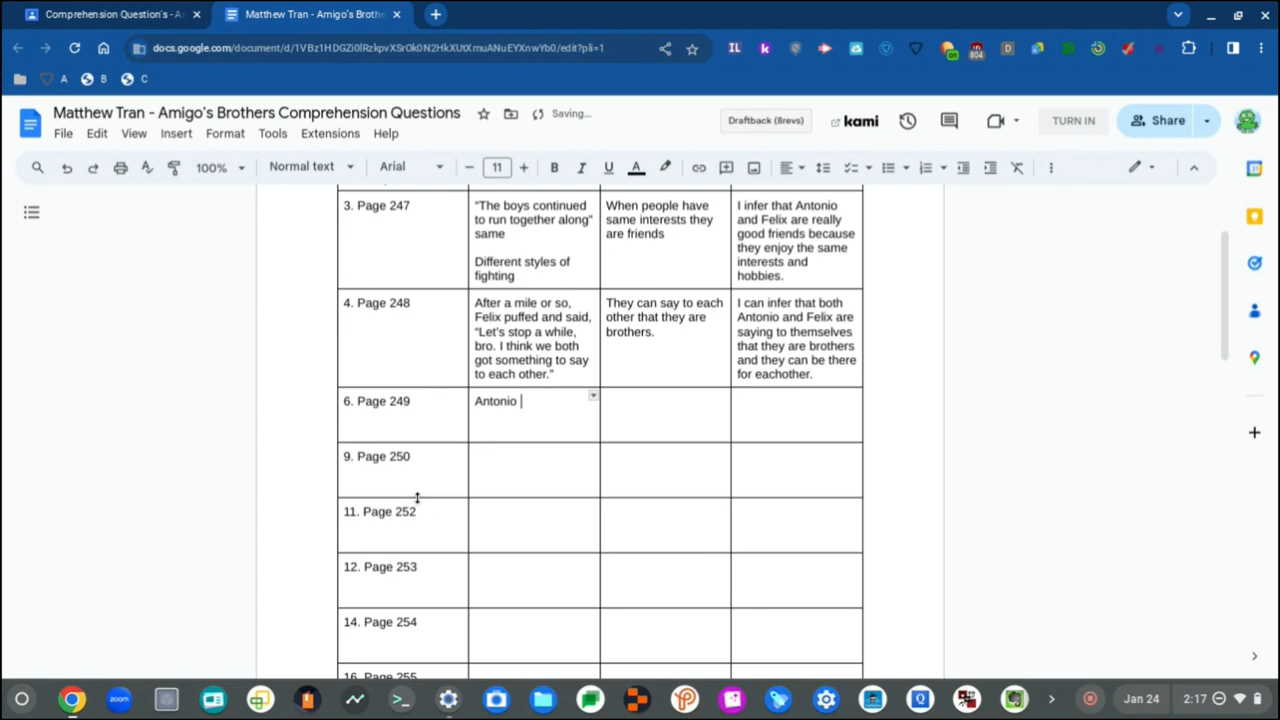 Comprehension Question's - Ar
Matthew Tran - Amigo's Brothe
docs.google.com/document/d/1VBz1HDGZi0lRzkpvXSrOk0N2HkXUtXmuANuEYXnwYb0/edit?pli=1
A B C
Matthew Tran - Amigo's Brothers Comprehension Questions
Saving...
File Edit View Insert Format Tools Extensions Help
Draftback (8revs)
kami
TURN IN
Share
100% Normal text Arial 11 B I U A
3. Page 247
"The boys continued
to run together along"
same
Different styles of
fighting
When people have
same interests they
are friends
I infer that Antonio
and Felix are really
good friends because
they enjoy the same
interests and
hobbies.
4. Page 248
After a mile or so,
Felix puffed and said,
"Let's stop a while,
bro. I think we both
got something to say
to each other."
They can say to each
other that they are
brothers.
I can infer that both
Antonio and Felix are
saying to themselves
that they are brothers
and they can be there
for eachother.
6. Page 249
Antonio
9. Page 250
11. Page 252
12. Page 253
14. Page 254
16. Page 255
Jan 24
2:17